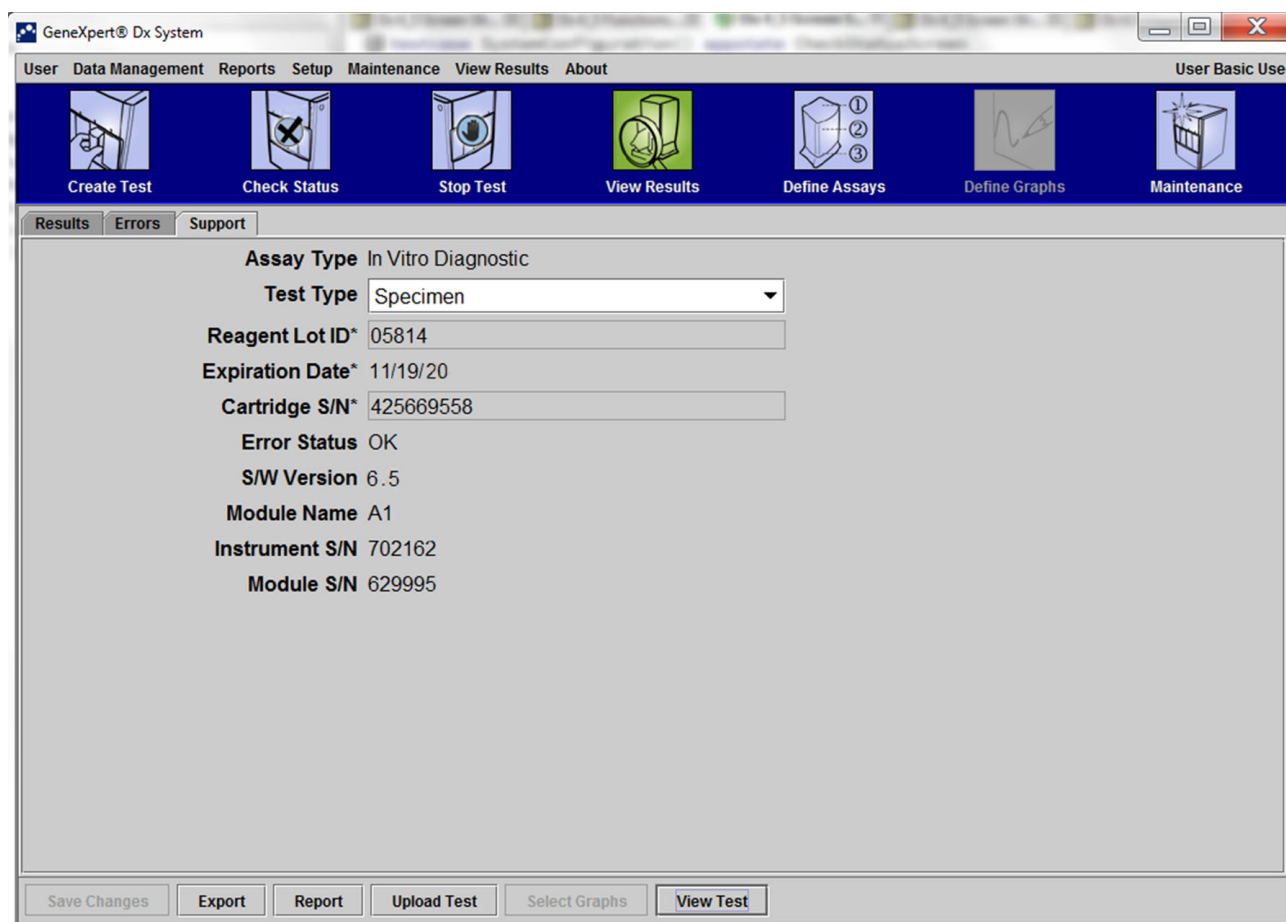 GeneXpert® Dx System
User Data Management Reports Setup Maintenance View Results About User Basic Use
① 
②
③
Create Test Check Status Stop Test View Results Define Assays Define Graphs Maintenance
Results Errors Support
Assay Type In Vitro Diagnostic
Test Type Specimen
Reagent Lot ID* 05814
Expiration Date* 11/19/20
Cartridge S/N* 425669558
Error Status OK
S/W Version 6.5
Module Name A1
Instrument S/N 702162
Module S/N 629995
Save Changes Export Report Upload Test Select Graphs View Test